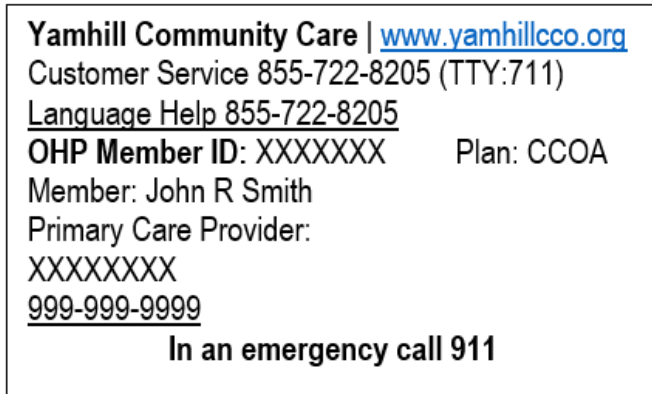 Yamhill Community Care | www.yamhillcco.org
Customer Service 855-722-8205 (TTY:711)
Language Help 855-722-8205
OHP Member ID: XXXXXXX Plan: CCOA
Member: John R Smith
Primary Care Provider:
XXXXXXXX
999-999-9999
In an emergency call 911